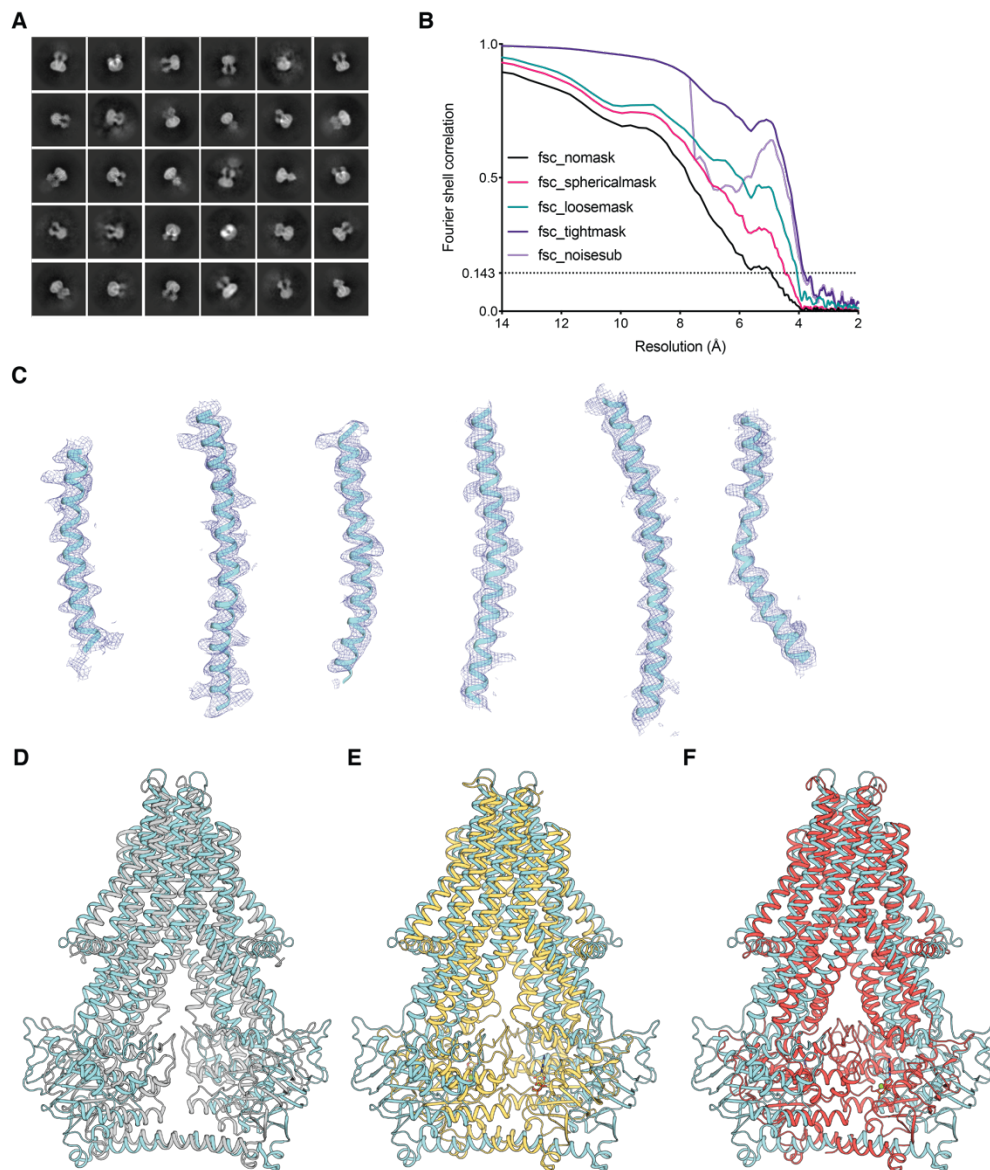 A
B
1.0
0.5
0.143
0.0
Fourier shell correlation
fsc_nomask
fsc_sphericalmask
fsc_loosemask
fsc_tightmask
fsc_noisesub
14 12 10 8 6 4 2
Resolution (Å)
C
D
E
F